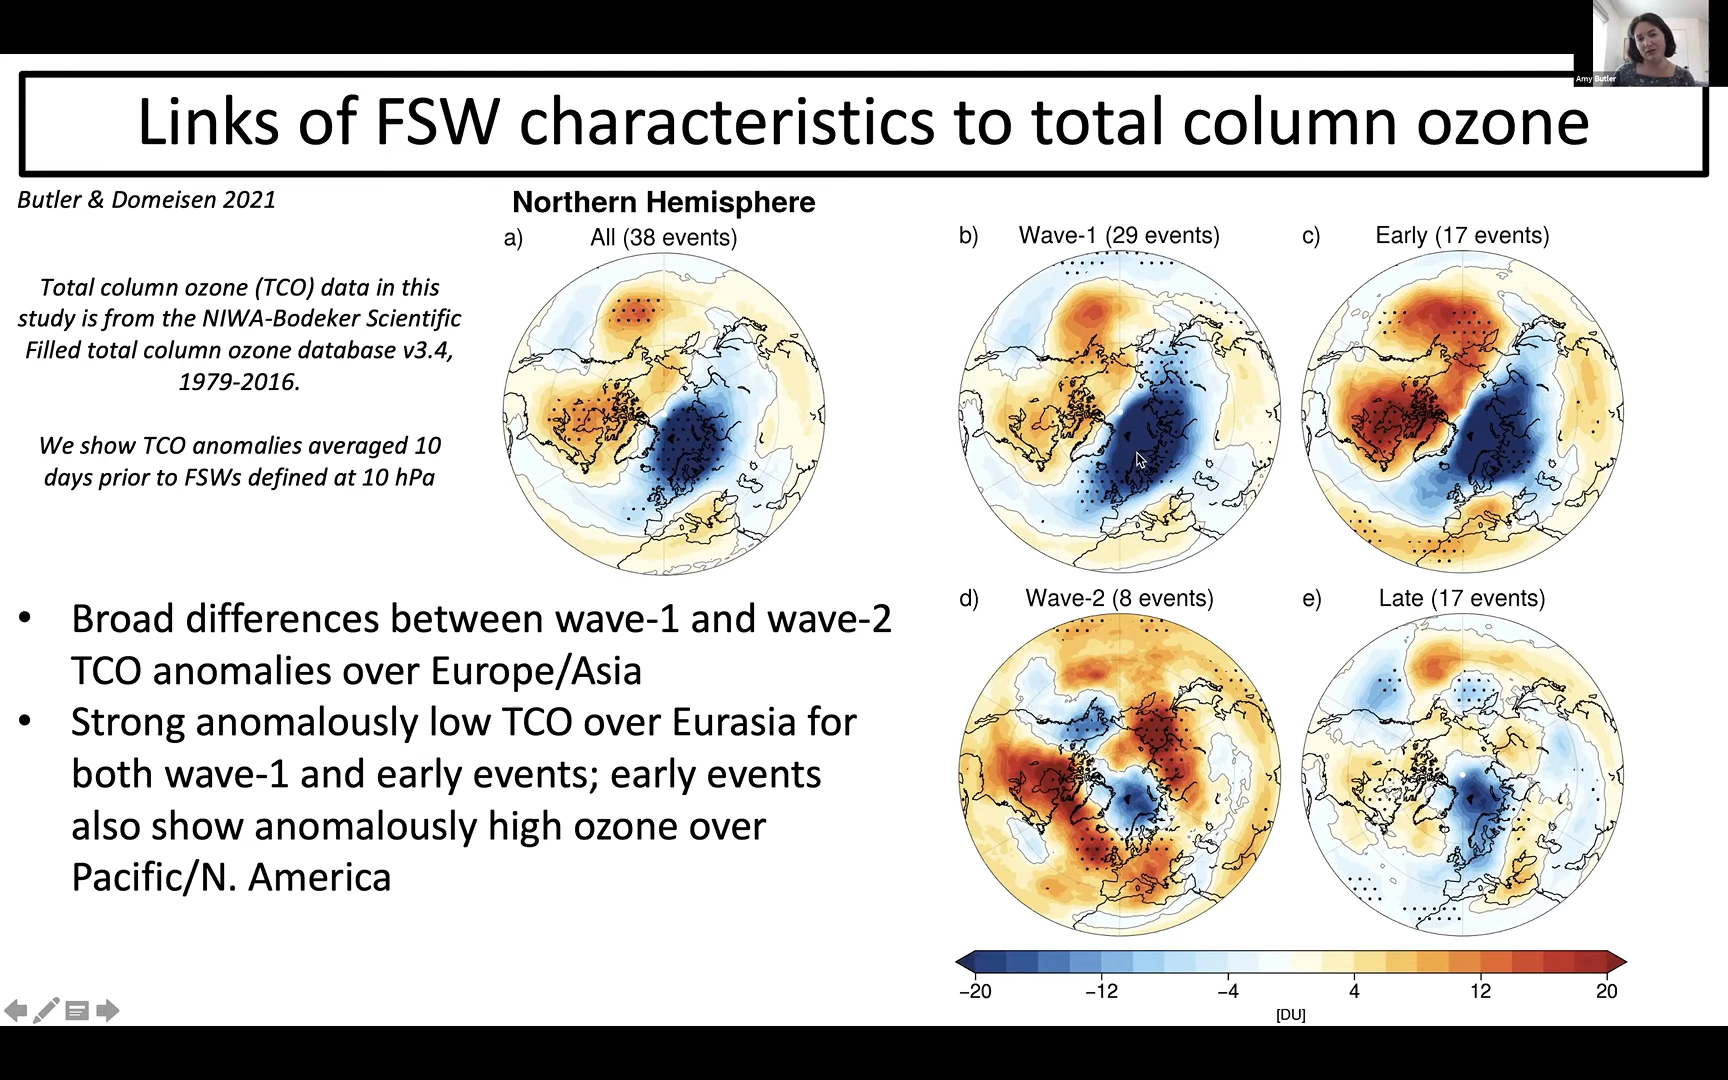 Amy Butler
Links of FSW characteristics to total column ozone
Butler & Domeisen 2021
Total column ozone (TCO) data in this
study is from the NIWA-Bodeker Scientific
Filled total column ozone database v3.4,
1979-2016.
We show TCO anomalies averaged 10
days prior to FSWs defined at 10 hPa
Northern Hemisphere
a) All (38 events)
b) Wave-1 (29 events)
c) Early (17 events)
d) Wave-2 (8 events)
e) Late (17 events)
−20 −12 −4 4 12 20
[DU]
• Broad differences between wave-1 and wave-2
TCO anomalies over Europe/Asia
• Strong anomalously low TCO over Eurasia for
both wave-1 and early events; early events
also show anomalously high ozone over
Pacific/N. America